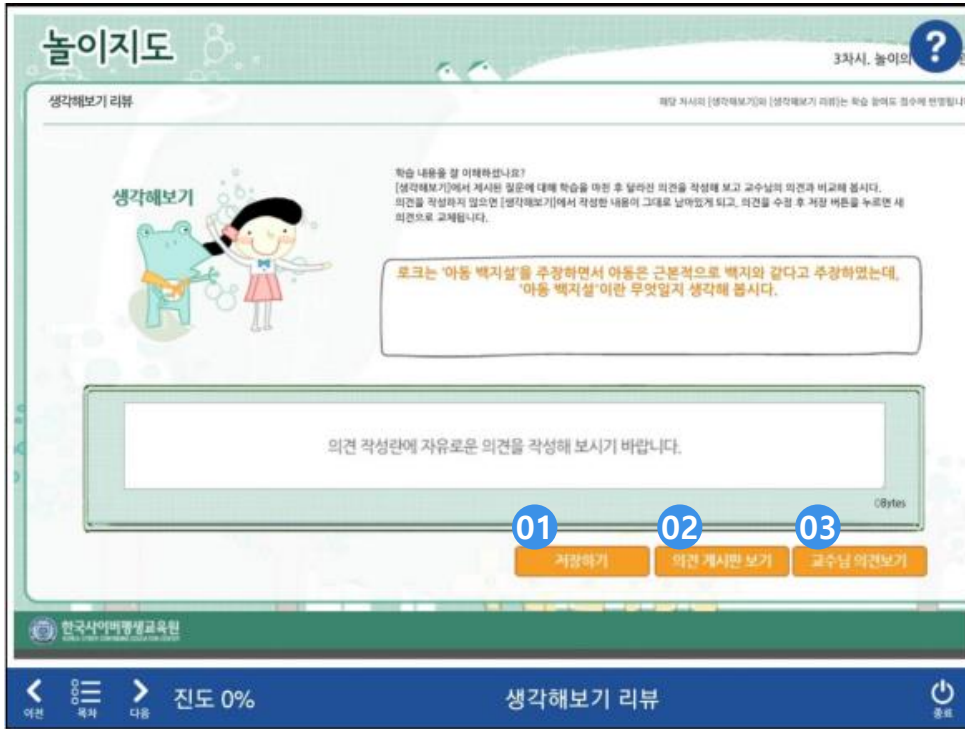 놀이지도
?
3차시. 놀이의
생각해보기 리뷰
해당 차시의 [생각해보기]와 [생각해보기 리뷰]는 학습 참여도 점수에 반영됩니
생각해보기
학습 내용을 잘 이해하셨나요?
[생각해보기]에서 제시된 질문에 대해 학습을 마친 후 달라진 의견을 작성해 보고 교수님의 의견과 비교해 봅시다.
의견을 작성하지 않으면 [생각해보기]에서 작성한 내용이 그대로 남아있게 되고, 의견을 수정 후 저장 버튼을 누르면 새
의견으로 교체됩니다.
로크는 '아동 백지설'을 주장하면서 아동은 근본적으로 백지와 같다고 주장하였는데,
'아동 백지설'이란 무엇일지 생각해 봅시다.
의견 작성란에 자유로운 의견을 작성해 보시기 바랍니다.
0Bytes
01 02 03
저장하기 의견 게시판 보기 교수님 의견보기
한국사이버평생교육원
이전 목차 다음 진도 0% 생각해보기 리뷰 종료